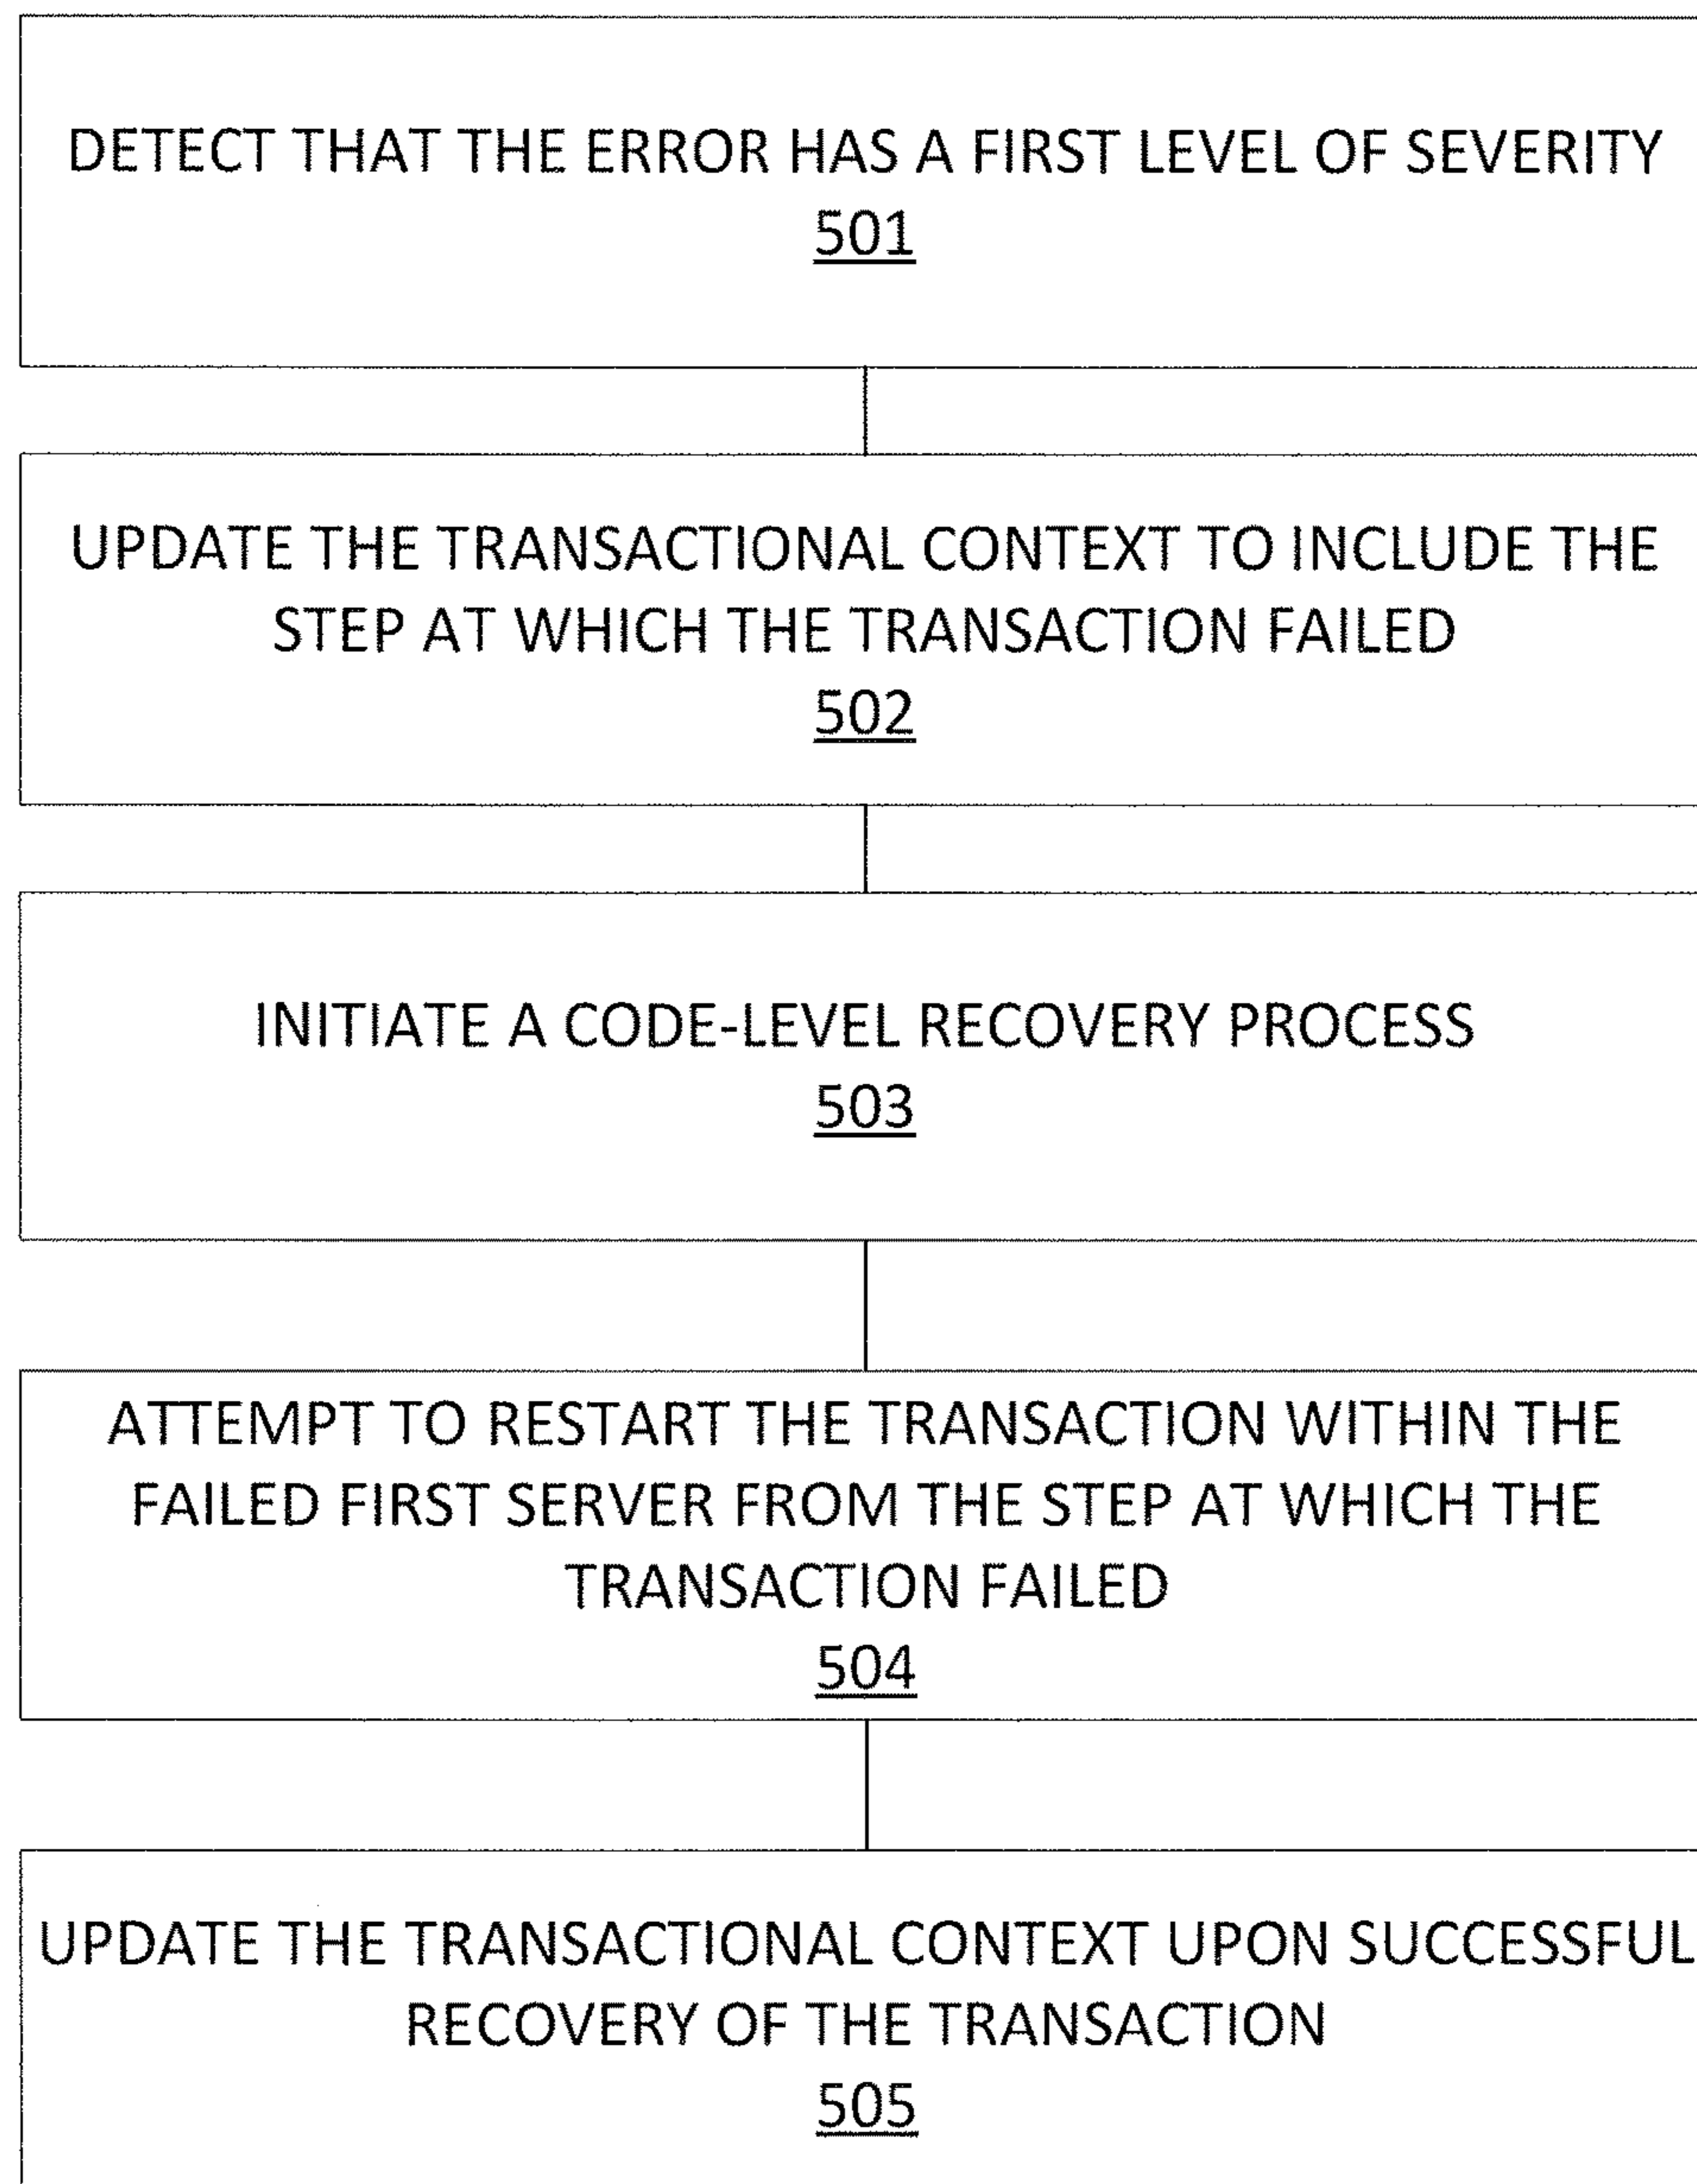 DETECT THAT THE ERROR HAS A FIRST LEVEL OF SEVERITY
501
UPDATE THE TRANSACTIONAL CONTEXT TO INCLUDE THE
STEP AT WHICH THE TRANSACTION FAILED
502
INITIATE A CODE-LEVEL RECOVERY PROCESS
503
ATTEMPT TO RESTART THE TRANSACTION WITHIN THE
FAILED FIRST SERVER FROM THE STEP AT WHICH THE
TRANSACTION FAILED
504
UPDATE THE TRANSACTIONAL CONTEXT UPON SUCCESSFUL
RECOVERY OF THE TRANSACTION
505